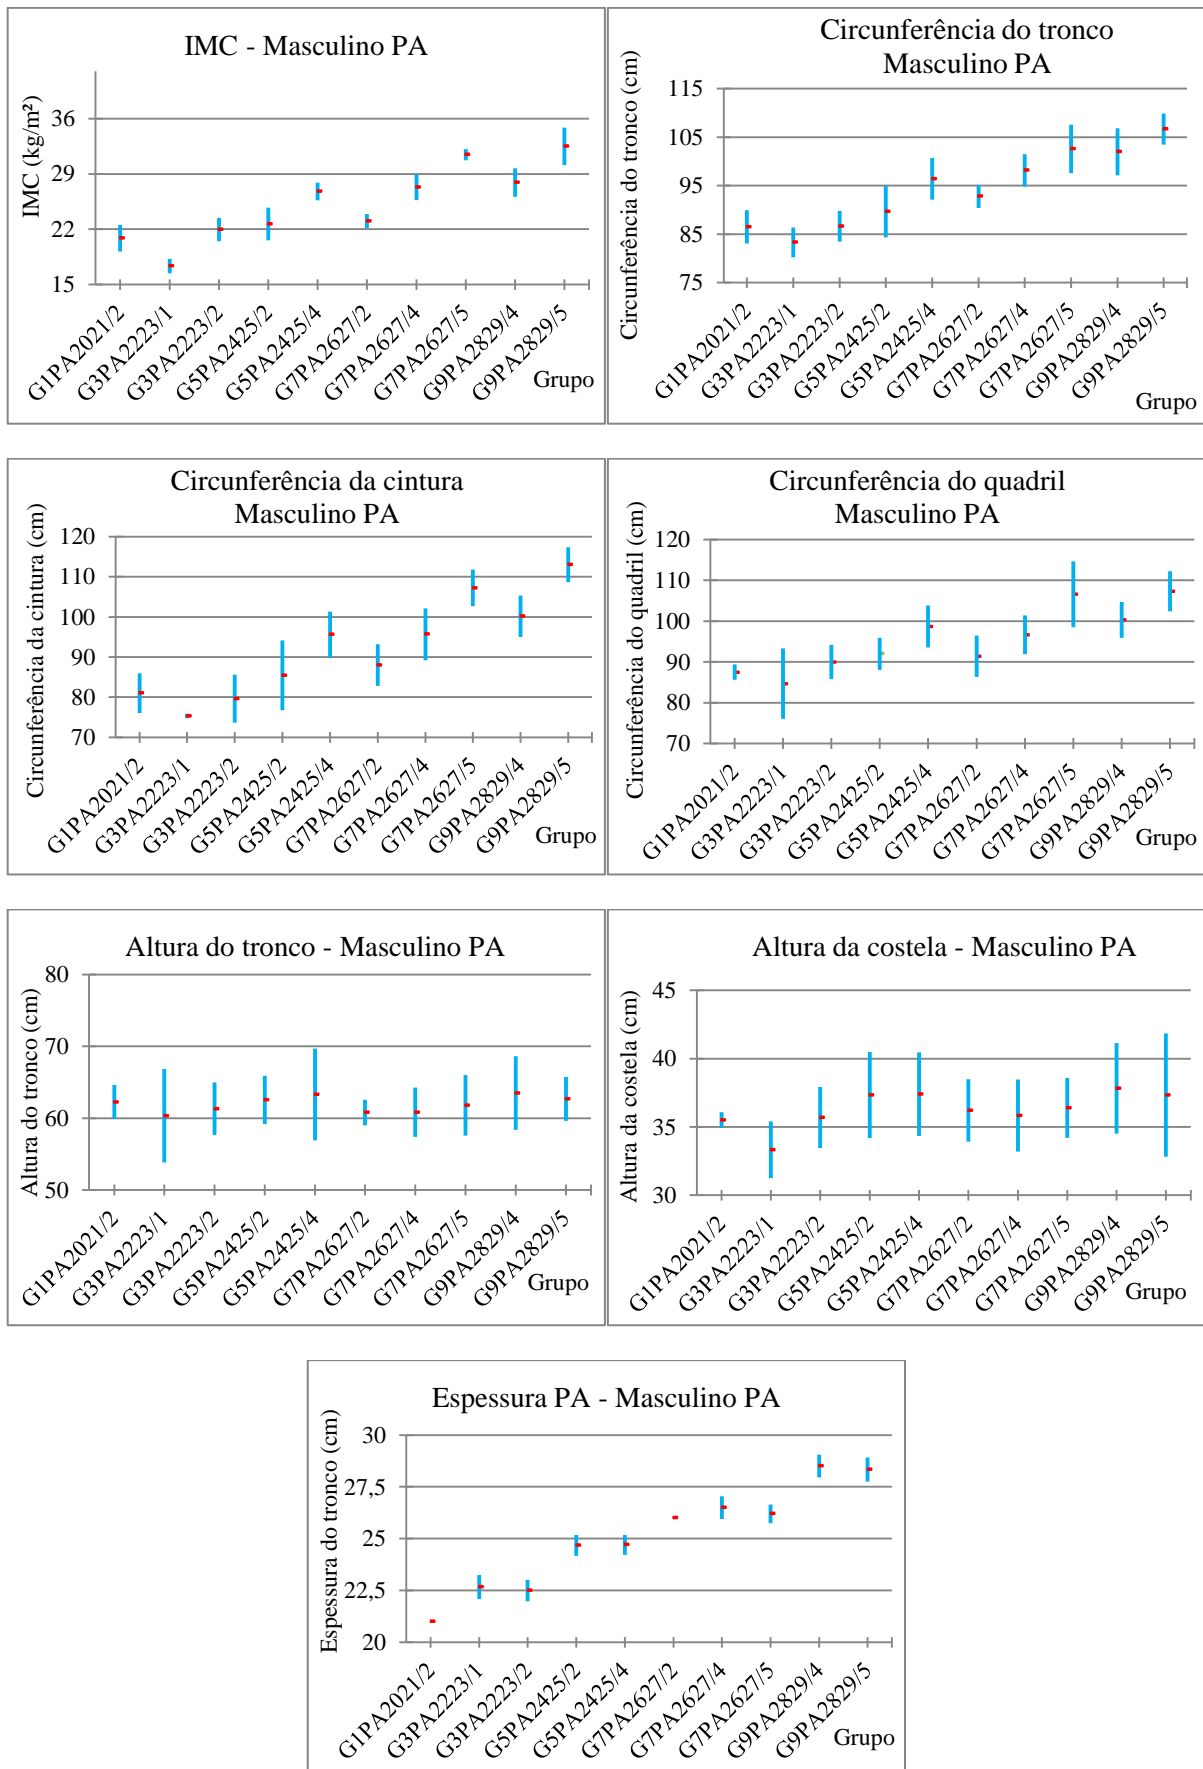 IMC - Masculino PA
IMC (kg/m²)
36
29
22
15
G1PA2021/2
G3PA2223/1
G3PA2223/2
G5PA2425/2
G5PA2425/4
G7PA2627/2
G7PA2627/4
G7PA2627/5
G9PA2829/4
G9PA2829/5
Grupo
Circunferência do tronco
Masculino PA
Circunferência do tronco (cm)
115
105
95
85
75
G1PA2021/2
G3PA2223/1
G3PA2223/2
G5PA2425/2
G5PA2425/4
G7PA2627/2
G7PA2627/4
G7PA2627/5
G9PA2829/4
G9PA2829/5
Grupo
Circunferência da cintura
Masculino PA
Circunferência da cintura (cm)
120
110
100
90
80
70
G1PA2021/2
G3PA2223/1
G3PA2223/2
G5PA2425/2
G5PA2425/4
G7PA2627/2
G7PA2627/4
G7PA2627/5
G9PA2829/4
G9PA2829/5
Grupo
Circunferência do quadril
Masculino PA
Circunferência do quadril (cm)
120
110
100
90
80
70
G1PA2021/2
G3PA2223/1
G3PA2223/2
G5PA2425/2
G5PA2425/4
G7PA2627/2
G7PA2627/4
G7PA2627/5
G9PA2829/4
G9PA2829/5
Grupo
Altura do tronco - Masculino PA
Altura do tronco (cm)
80
70
60
50
G1PA2021/2
G3PA2223/1
G3PA2223/2
G5PA2425/2
G5PA2425/4
G7PA2627/2
G7PA2627/4
G7PA2627/5
G9PA2829/4
G9PA2829/5
Grupo
Altura da costela - Masculino PA
Altura da costela (cm)
45
40
35
30
G1PA2021/2
G3PA2223/1
G3PA2223/2
G5PA2425/2
G5PA2425/4
G7PA2627/2
G7PA2627/4
G7PA2627/5
G9PA2829/4
G9PA2829/5
Grupo
Espessura PA - Masculino PA
Espessura do tronco (cm)
30
27,5
25
22,5
20
G1PA2021/2
G3PA2223/1
G3PA2223/2
G5PA2425/2
G5PA2425/4
G7PA2627/2
G7PA2627/4
G7PA2627/5
G9PA2829/4
G9PA2829/5
Grupo